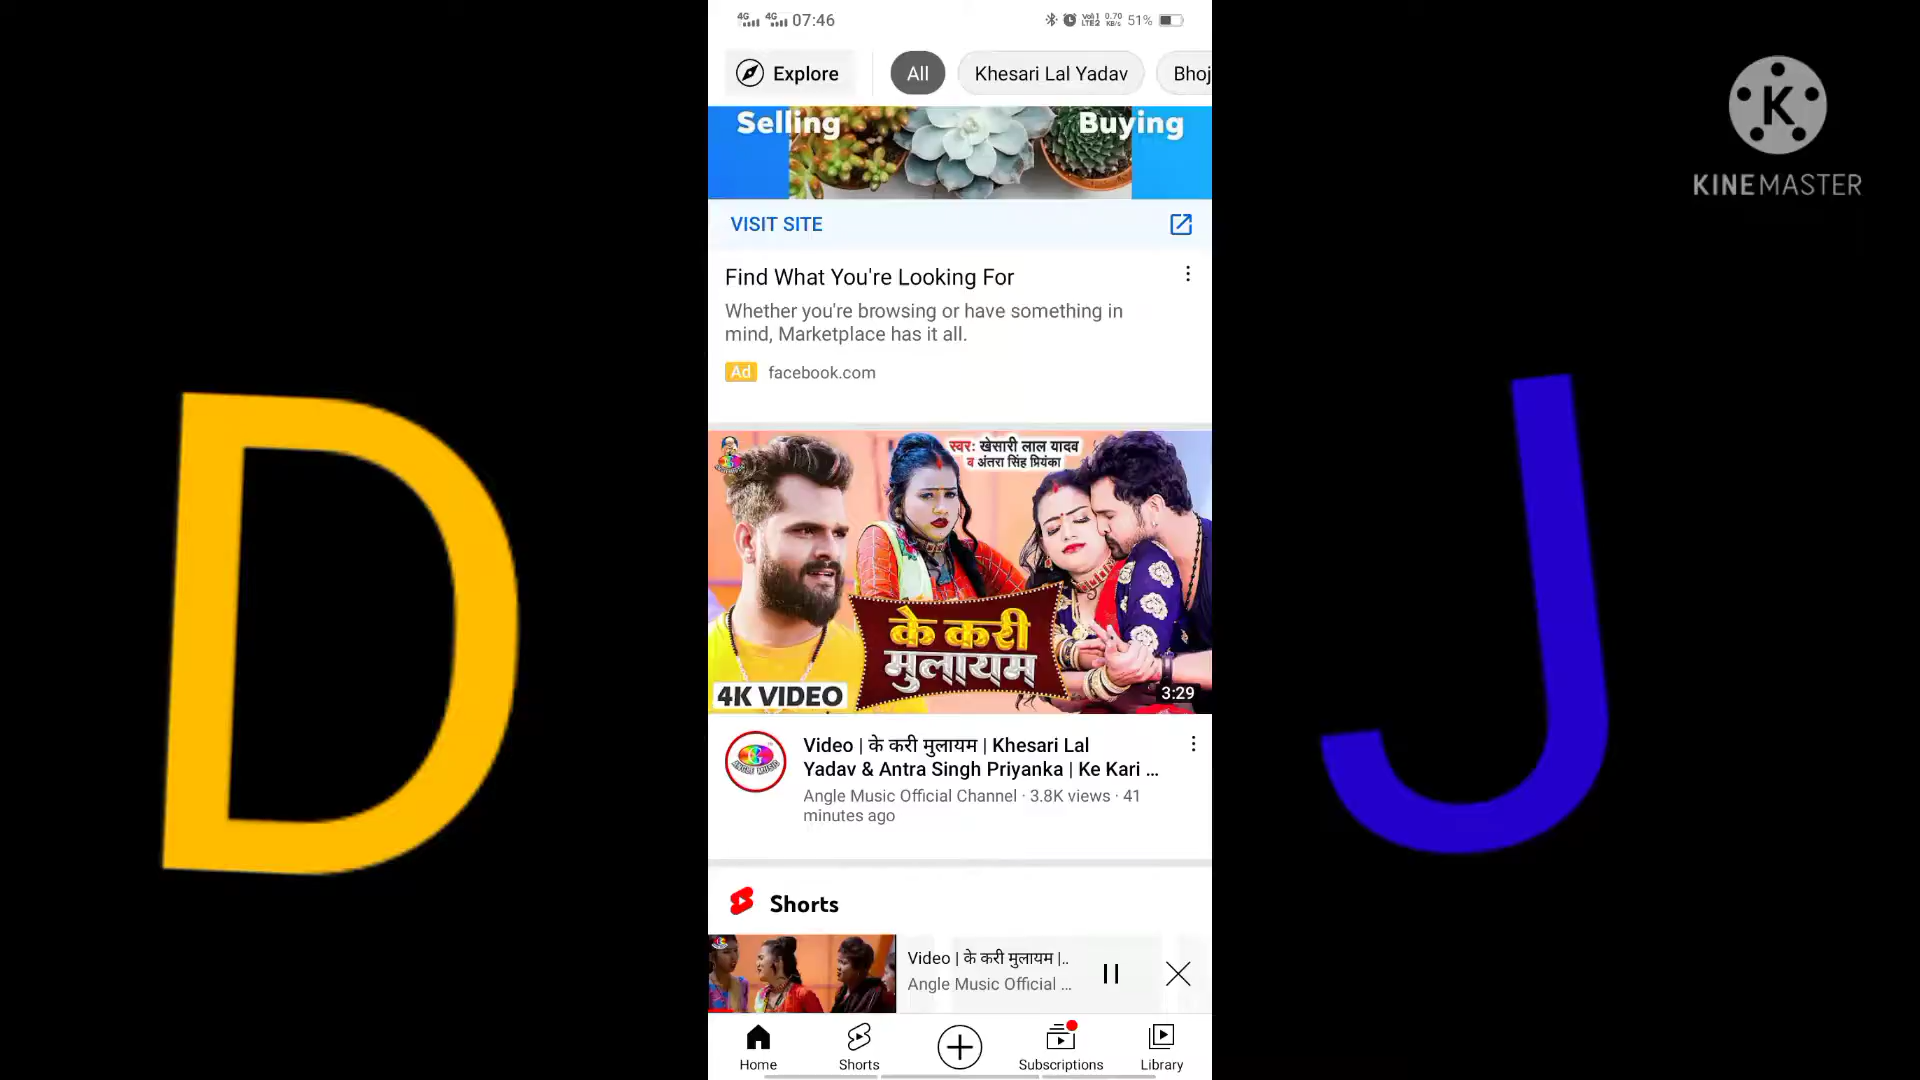 4G 4G 07:46
51%
Explore
All
Khesari Lal Yadav
Bhoj
Selling
Buying
VISIT SITE
Find What You're Looking For
Whether you're browsing or have something in
mind, Marketplace has it all.
Ad facebook.com
स्वर: खेसारी लाल यादव
व अंतरा सिंह प्रियंका
के करी
मुलायम
4K VIDEO
3:29
Video | के करी मुलायम | Khesari Lal
Yadav & Antra Singh Priyanka | Ke Kari ...
Angle Music Official Channel · 3.8K views · 41
minutes ago
Shorts
Video | के करी मुलायम |..
Angle Music Official ...
Home
Shorts
Subscriptions
Library
D
J
K
KINEMASTER